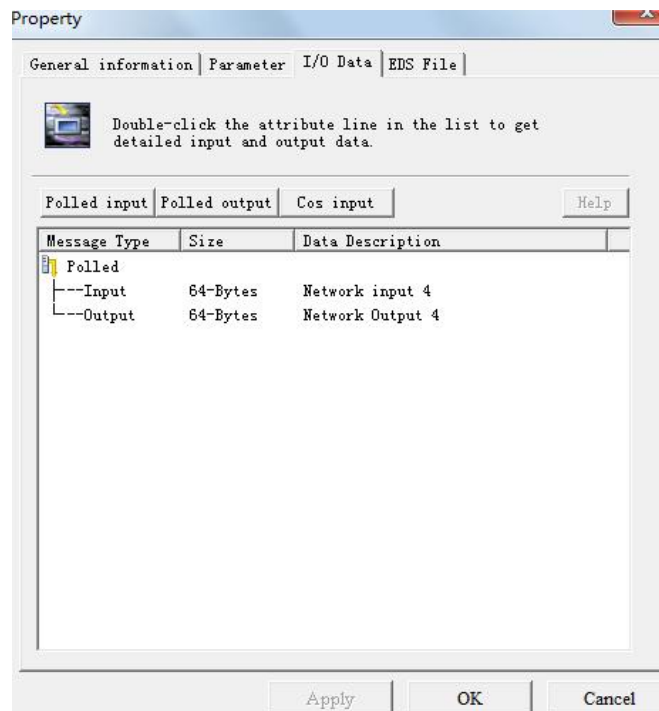 Property
General information Parameter I/O Data EDS File
Double-click the attribute line in the list to get
detailed input and output data.
Polled input Polled output Cos input Help
Message Type Size Data Description
Polled
├---Input 64-Bytes Network input 4
└---Output 64-Bytes Network Output 4
Apply OK Cancel